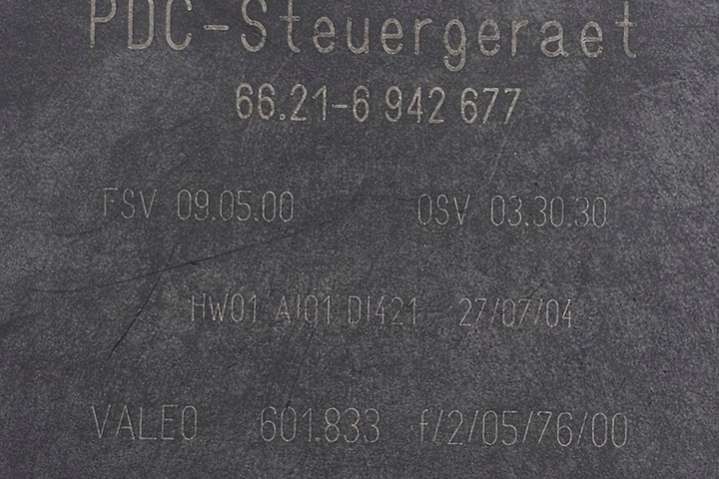 PDC-Steuergeraet
66.21-6 942 677
FSV 09.05.00 OSV 03.30.30
HW01 AI01 DI421 27/07/04
VALEO 601.833 f/2/05/76/00